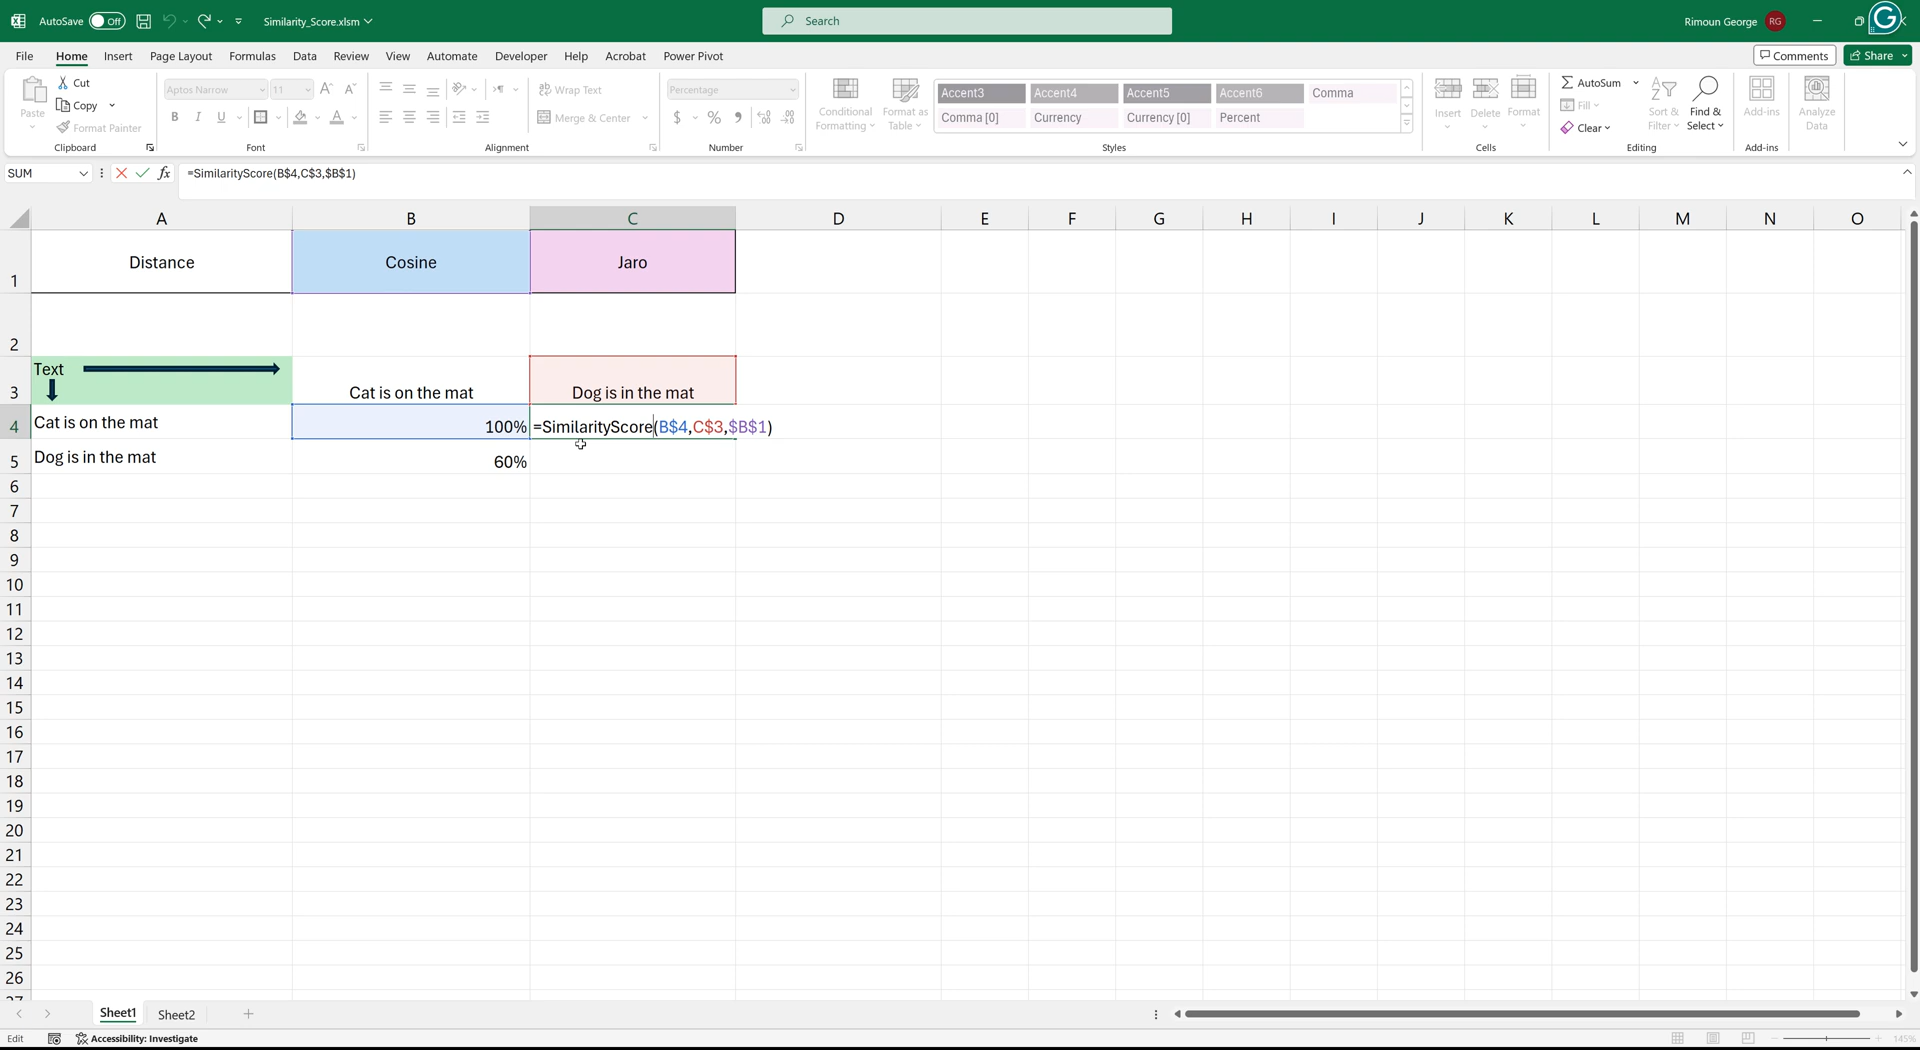 AutoSave Off Similarity_Score.xlsm Search Rimoun George RG G
File Home Insert Page Layout Formulas Data Review View Automate Developer Help Acrobat Power Pivot Comments Share
Paste Cut Copy Format Painter
Clipboard
Aptos Narrow 11 A A
B I U A
Font
Wrap Text
Merge & Center
Alignment
Percentage
$ % 9
Number
Conditional Formatting
Format as Table
Accent3 Accent4 Accent5 Accent6 Comma
Comma [0] Currency Currency [0] Percent
Styles
Insert Delete Format
Cells
AutoSum
Fill
Clear
Sort & Filter
Find & Select
Editing
Add-ins
Add-ins
Analyze Data
SUM fx =SimilarityScore(B$4,C$3,$B$1)
A B C D E F G H I J K L M N O
1 Distance Cosine Jaro
2
3 Text Cat is on the mat Dog is in the mat
4 Cat is on the mat 100% =SimilarityScore(B$4,C$3,$B$1)
5 Dog is in the mat 60%
6
7
8
9
10
11
12
13
14
15
16
17
18
19
20
21
22
23
24
25
26
27
Sheet1 Sheet2
Edit Accessibility: Investigate 145%